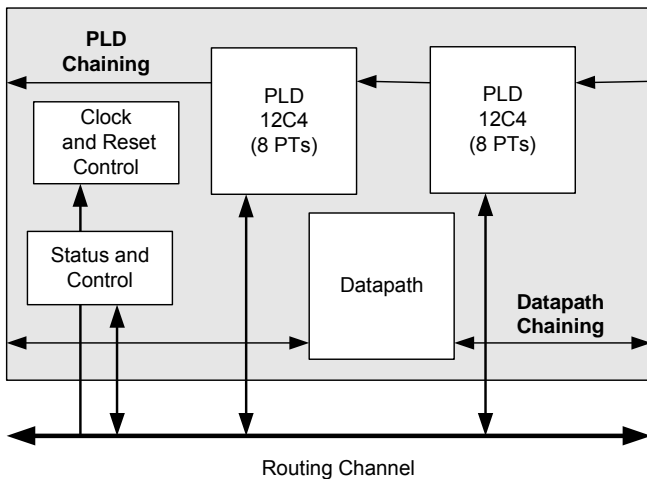 PLD
Chaining
PLD
12C4
(8 PTs)
PLD
12C4
(8 PTs)
Clock
and Reset
Control
Status and
Control
Datapath
Datapath
Chaining
Routing Channel